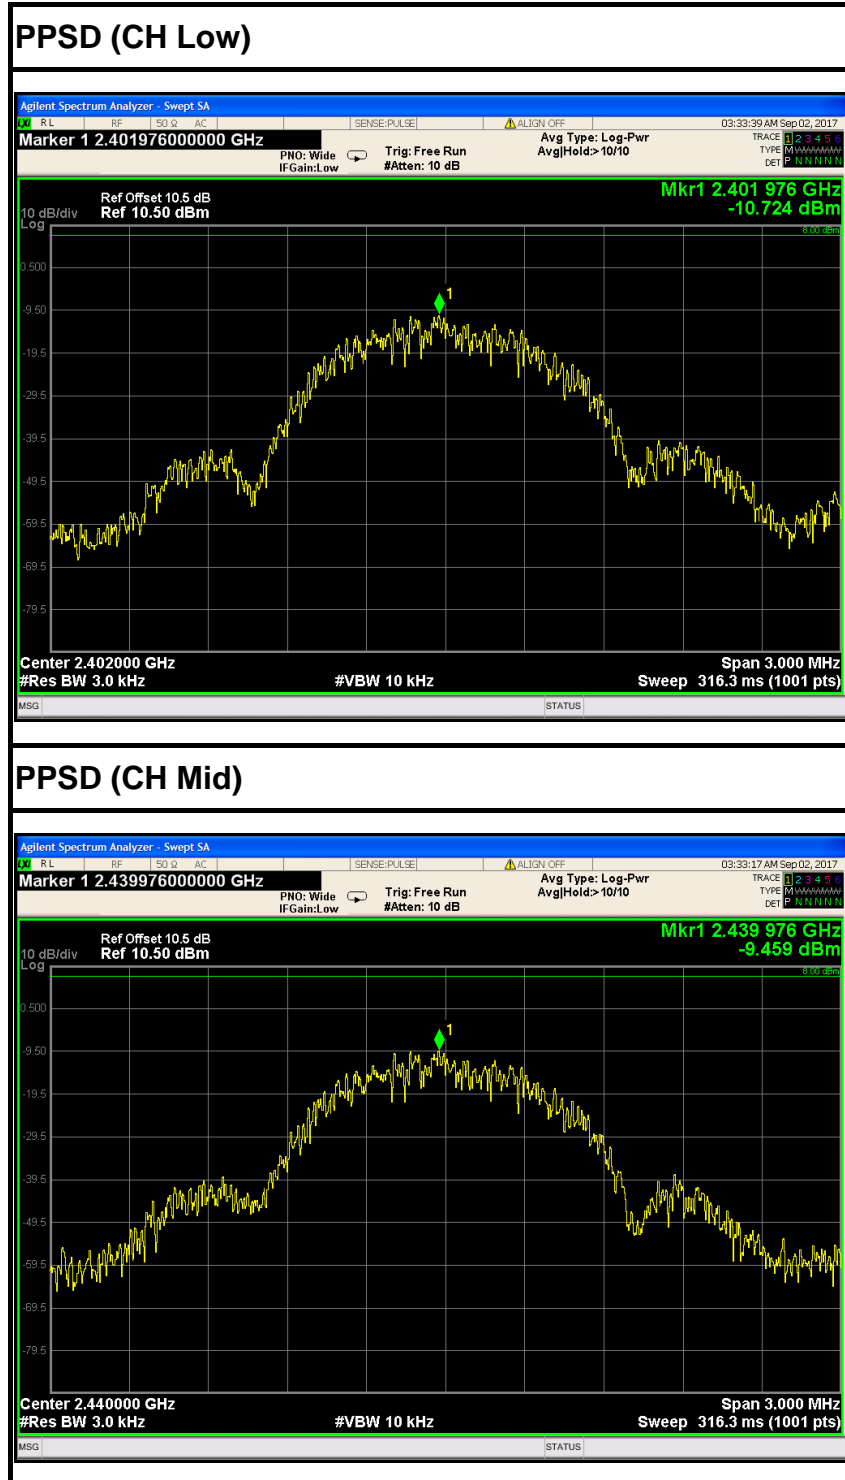 PPSD (CH Low)
Agilent Spectrum Analyzer - Swept SA
LXI RL RF 50 Ω AC SENSE:PULSE ALIGN OFF 03:33:39 AM Sep 02, 2017
Marker 1 2.401976000000 GHz Avg Type: Log-Pwr TRACE 1 2 3 4 5 6
PNO: Wide Trig: Free Run Avg|Hold:>10/10 TYPE M WWWWW
IFGain:Low #Atten: 10 dB DET P N N N N N
Mkr1 2.401 976 GHz
Ref Offset 10.5 dB
10 dB/div Ref 10.50 dBm -10.724 dBm
Log
8.00 dBm
0.500
1
-9.50
-19.5
-29.5
-39.5
-49.5
-59.5
-69.5
-79.5
Center 2.402000 GHz Span 3.000 MHz
#Res BW 3.0 kHz #VBW 10 kHz Sweep 316.3 ms (1001 pts)
MSG STATUS
PPSD (CH Mid)
Agilent Spectrum Analyzer - Swept SA
LXI RL RF 50 Ω AC SENSE:PULSE ALIGN OFF 03:33:17 AM Sep 02, 2017
Marker 1 2.439976000000 GHz Avg Type: Log-Pwr TRACE 1 2 3 4 5 6
PNO: Wide Trig: Free Run Avg|Hold:>10/10 TYPE M WWWWW
IFGain:Low #Atten: 10 dB DET P N N N N N
Mkr1 2.439 976 GHz
Ref Offset 10.5 dB
10 dB/div Ref 10.50 dBm -9.459 dBm
Log
8.00 dBm
0.500
1
-9.50
-19.5
-29.5
-39.5
-49.5
-59.5
-69.5
-79.5
Center 2.440000 GHz Span 3.000 MHz
#Res BW 3.0 kHz #VBW 10 kHz Sweep 316.3 ms (1001 pts)
MSG STATUS